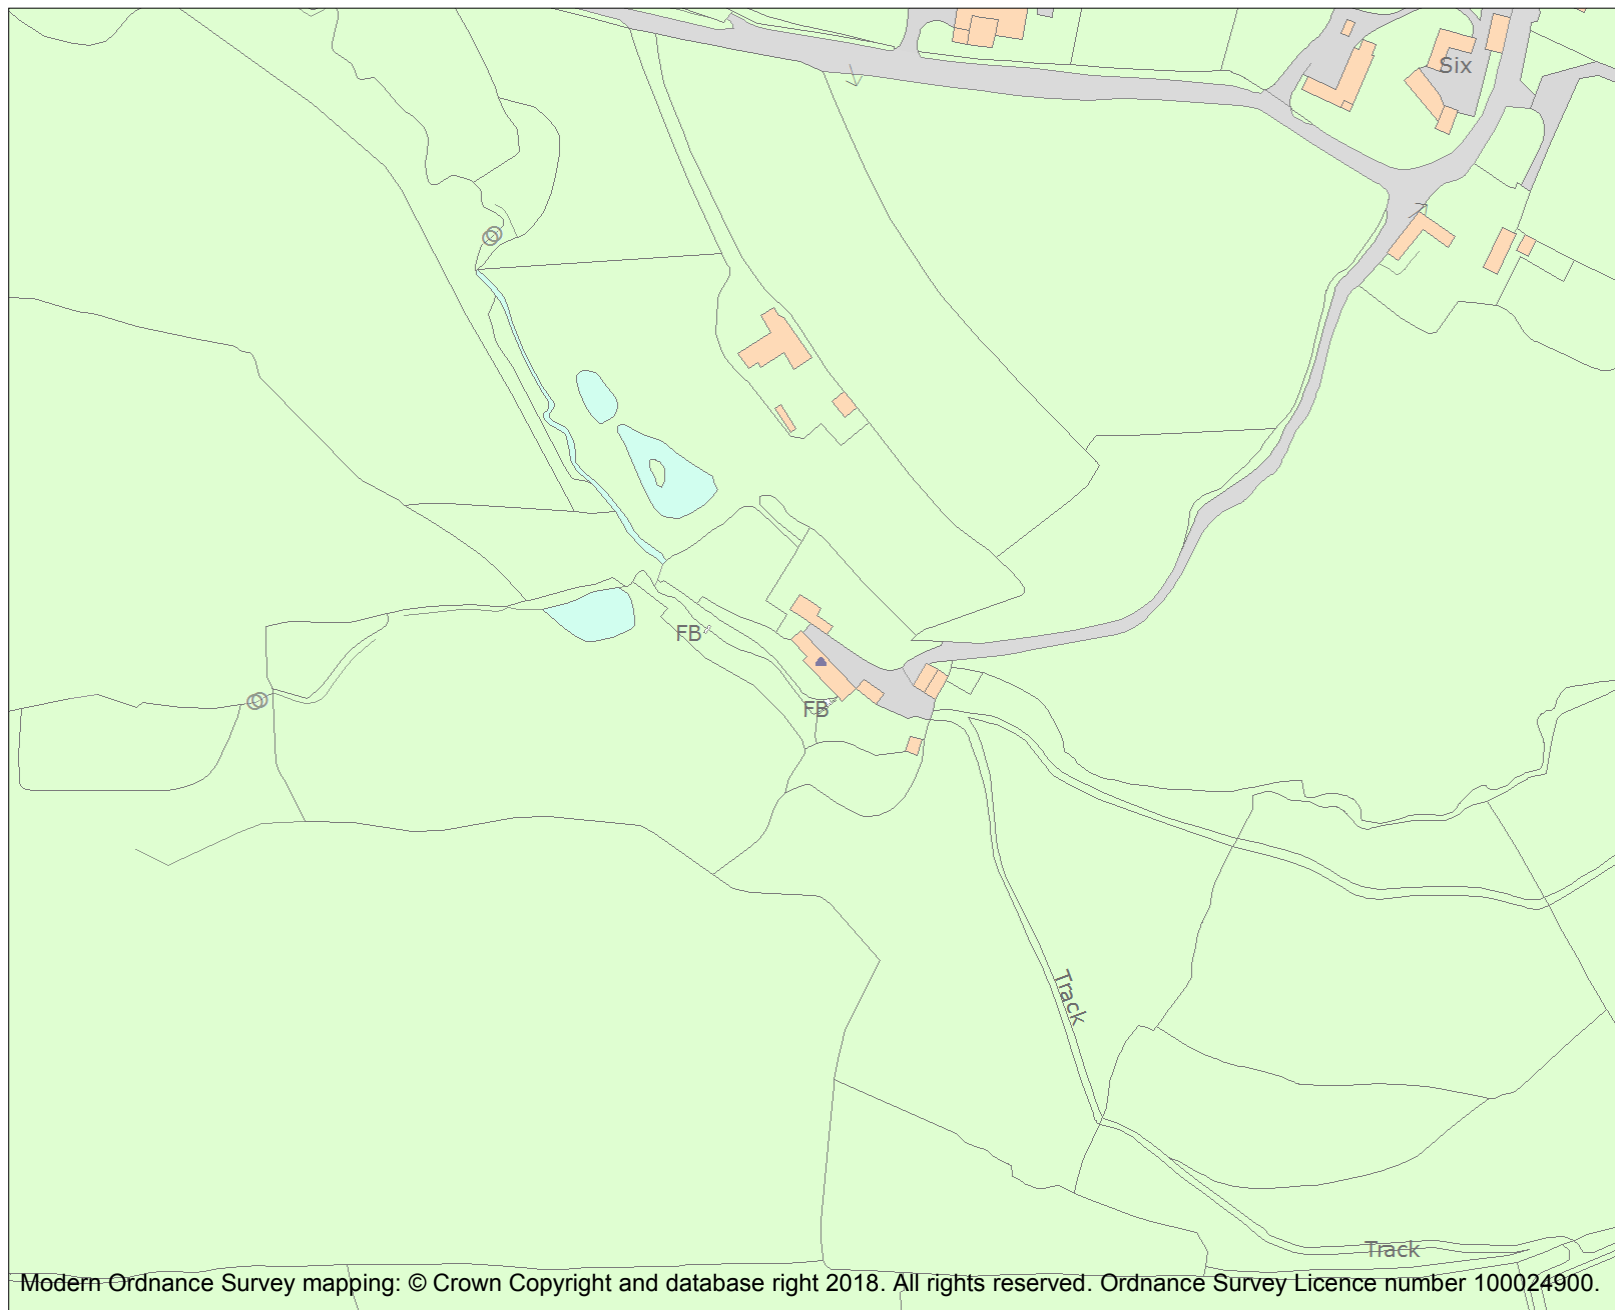 Six
FB
FB
Track
Track
Modern Ordnance Survey mapping: © Crown Copyright and database right 2018. All rights reserved. Ordnance Survey Licence number 100024900.